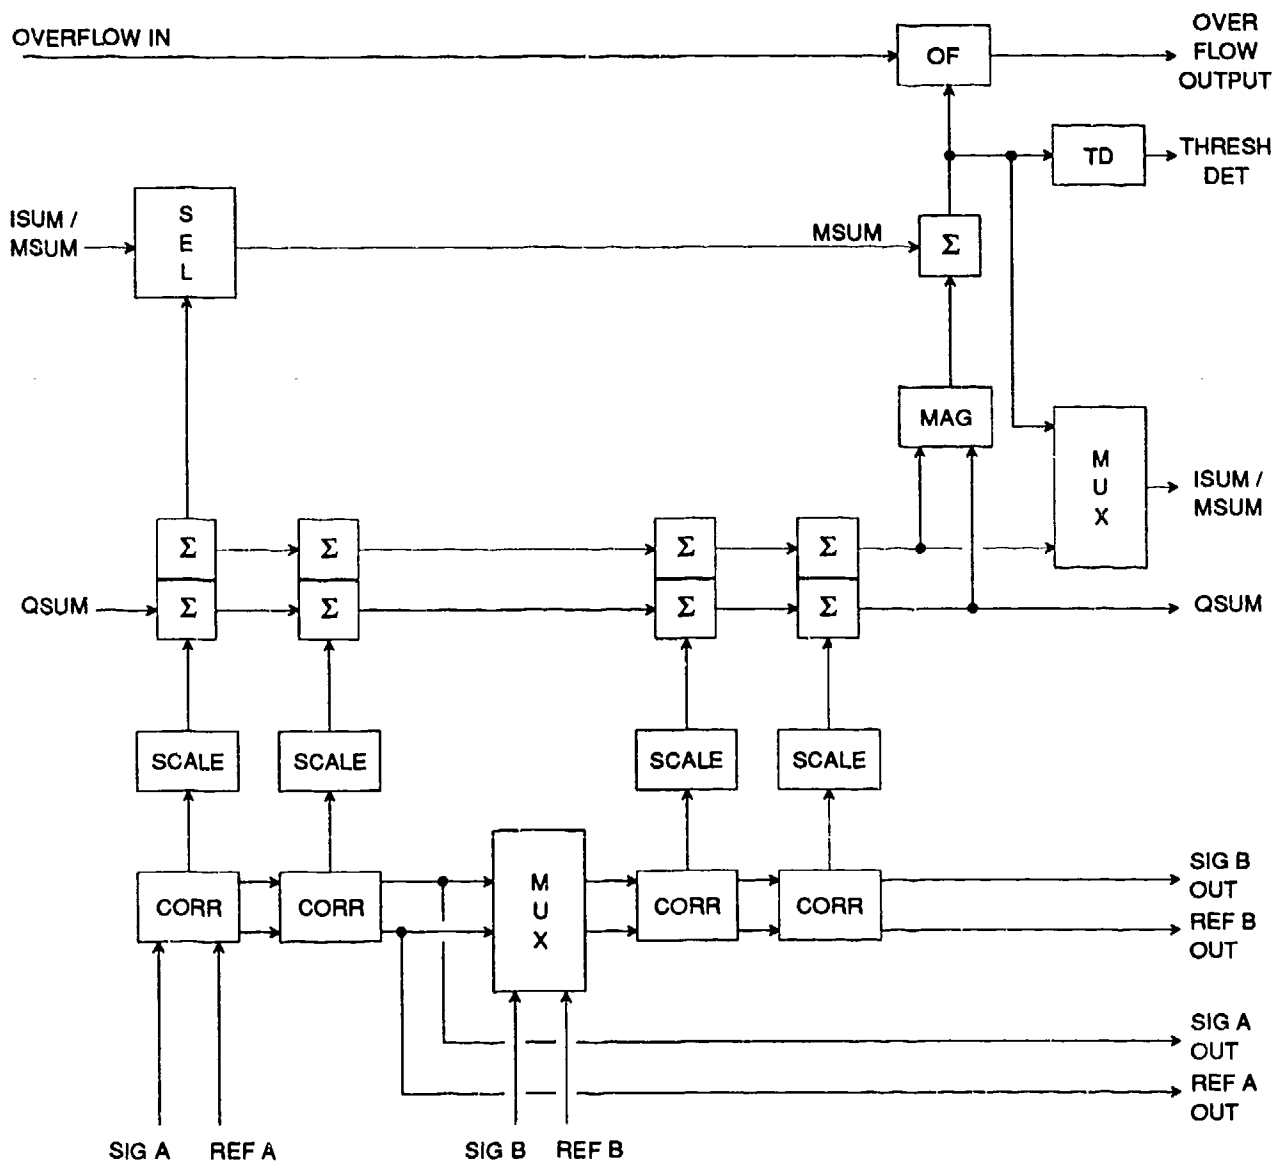 OVERFLOW IN
OF
OVER
FLOW
OUTPUT
TD
THRESH
DET
ISUM /
MSUM
S
E
L
MSUM
Σ
MAG
M
U
X
ISUM /
MSUM
Σ
Σ
Σ
Σ
QSUM
Σ
Σ
Σ
Σ
QSUM
SCALE
SCALE
SCALE
SCALE
CORR
CORR
M
U
X
CORR
CORR
SIG B
OUT
REF B
OUT
SIG A
OUT
REF A
OUT
SIG A
REF A
SIG B
REF B